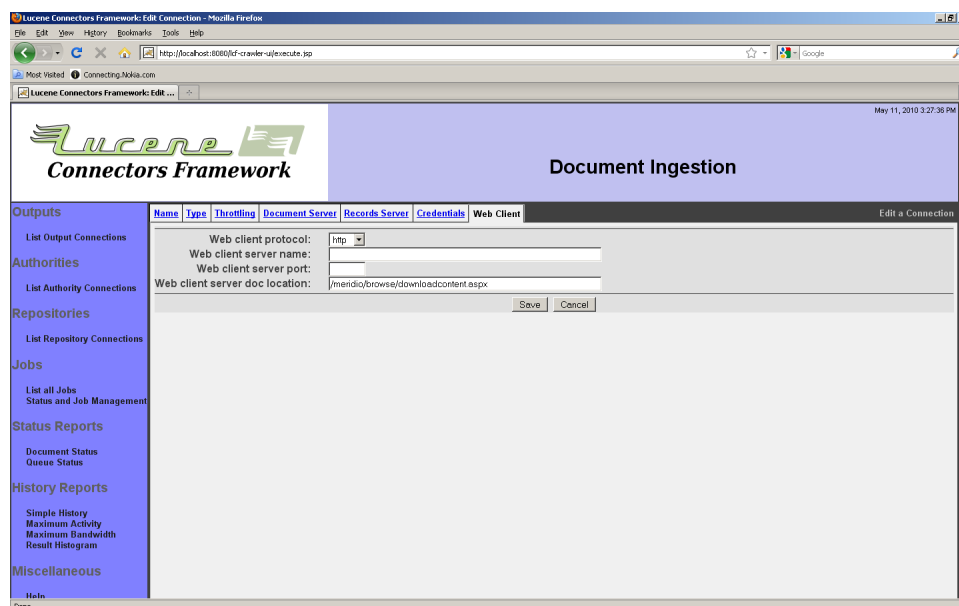 Lucene Connectors Framework: Edit Connection - Mozilla Firefox
File Edit View History Bookmarks Tools Help
http://localhost:8080/lcf-crawler-ui/execute.jsp
Google
Most Visited Connecting.Nokia.com
Lucene Connectors Framework: Edit ...
May 11, 2010 3:27:36 PM
Lucene
Connectors Framework
Document Ingestion
Outputs
Name Type Throttling Document Server Records Server Credentials Web Client Edit a Connection
List Output Connections
Authorities
List Authority Connections
Repositories
List Repository Connections
Jobs
List all Jobs
Status and Job Management
Status Reports
Document Status
Queue Status
History Reports
Simple History
Maximum Activity
Maximum Bandwidth
Result Histogram
Miscellaneous
Help
Web client protocol: http
Web client server name:
Web client server port:
Web client server doc location: /meridio/browse/downloadcontent.aspx
Save Cancel